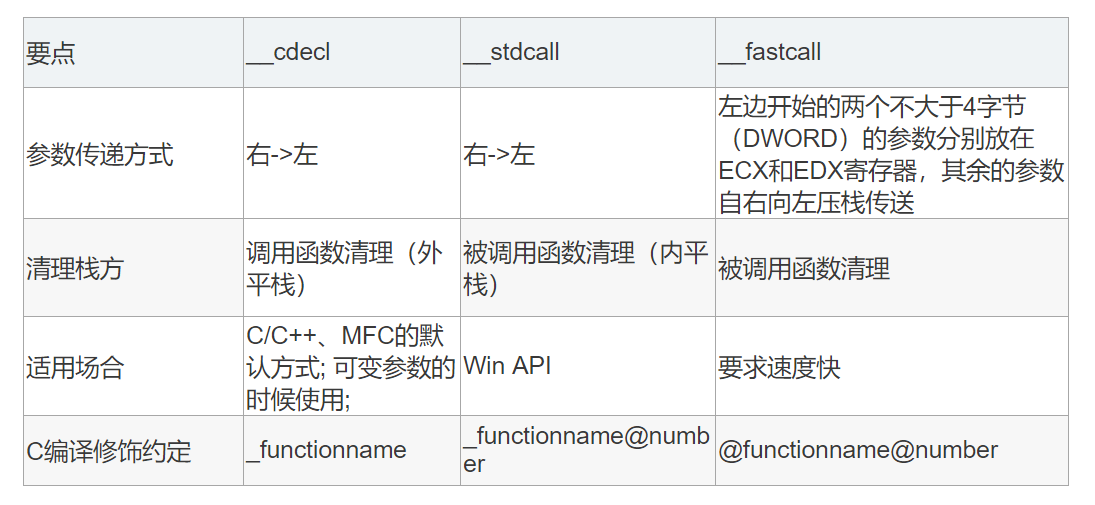 要点
__cdecl
__stdcall
__fastcall
参数传递方式
右->左
右->左
左边开始的两个不大于4字节
（DWORD）的参数分别放在
ECX和EDX寄存器，其余的参数
自右向左压栈传送
清理栈方
调用函数清理（外
平栈）
被调用函数清理（内平
栈）
被调用函数清理
适用场合
C/C++、MFC的默
认方式; 可变参数的
时候使用;
Win API
要求速度快
C编译修饰约定
_functionname
_functionname@numb
er
@functionname@number